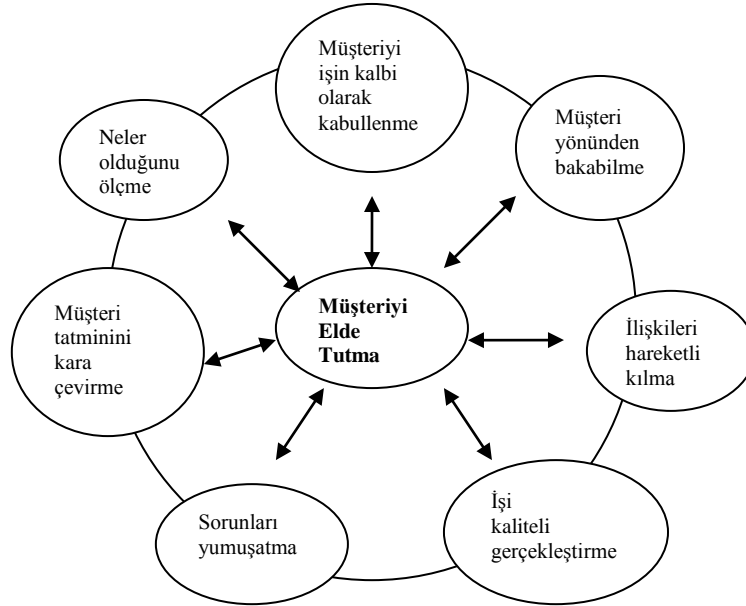 Müşteriyi
işin kalbi
olarak
kabullenme
Müşteri
yönünden
bakabilme
İlişkileri
hareketli
kılma
İşi
kaliteli
gerçekleştirme
Sorunları
yumuşatma
Müşteri
tatminini
kara
çevirme
Neler
olduğunu
ölçme
Müşteriyi
Elde
Tutma